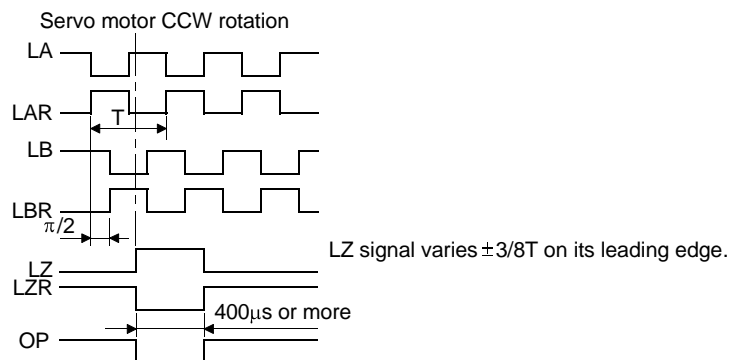 Servo motor CCW rotation
LA
LAR
T
LB
LBR
π/2
LZ signal varies ±3/8T on its leading edge.
LZ
LZR
400μs or more
OP